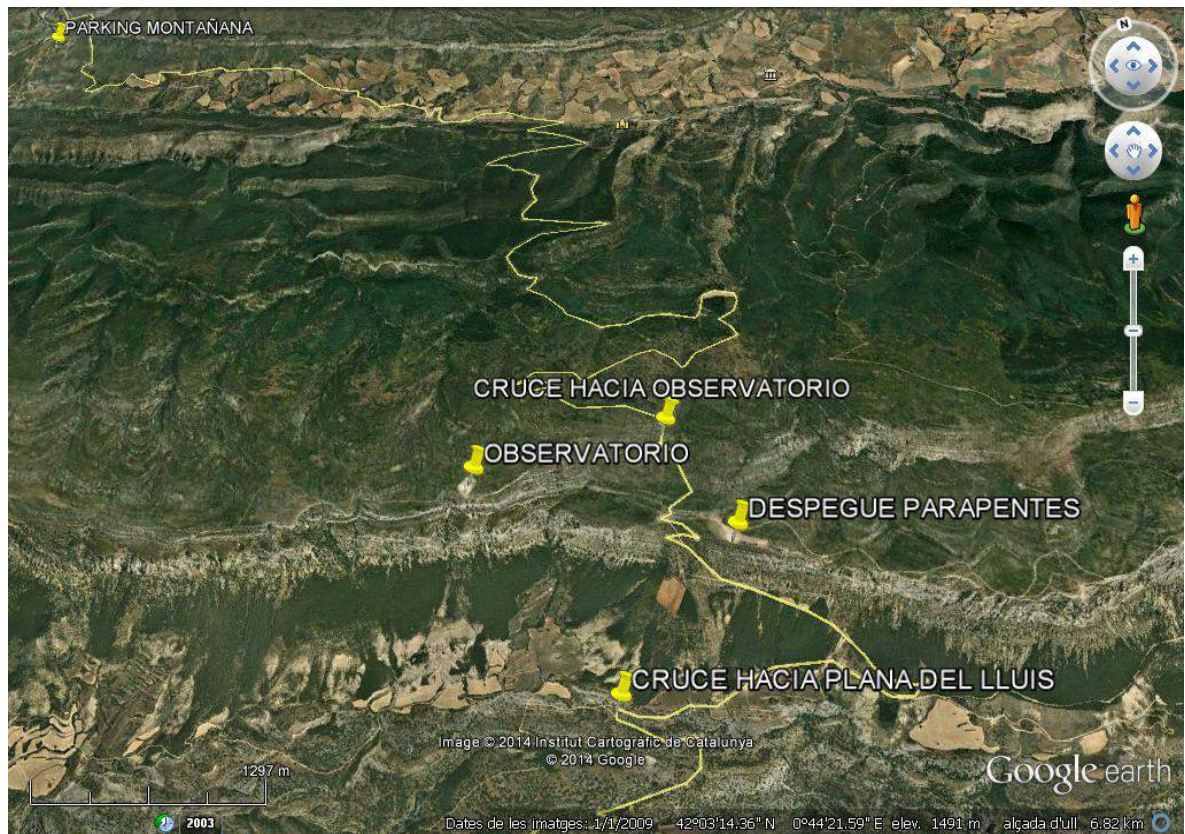 PARKING MONTAÑANA
N
CRUCE HACIA OBSERVATORIO
OBSERVATORIO
DESPEGUE PARAPENTES
CRUCE HACIA PLANA DEL LLUIS
Image © 2014 Institut Cartogràfic de Catalunya
© 2014 Google
Google earth
1297 m
2003
Dates de les imatges: 1/1/2009 42°03'14.36" N 0°44'21.59" E elev. 1491 m alçada d'ull 6.82 km